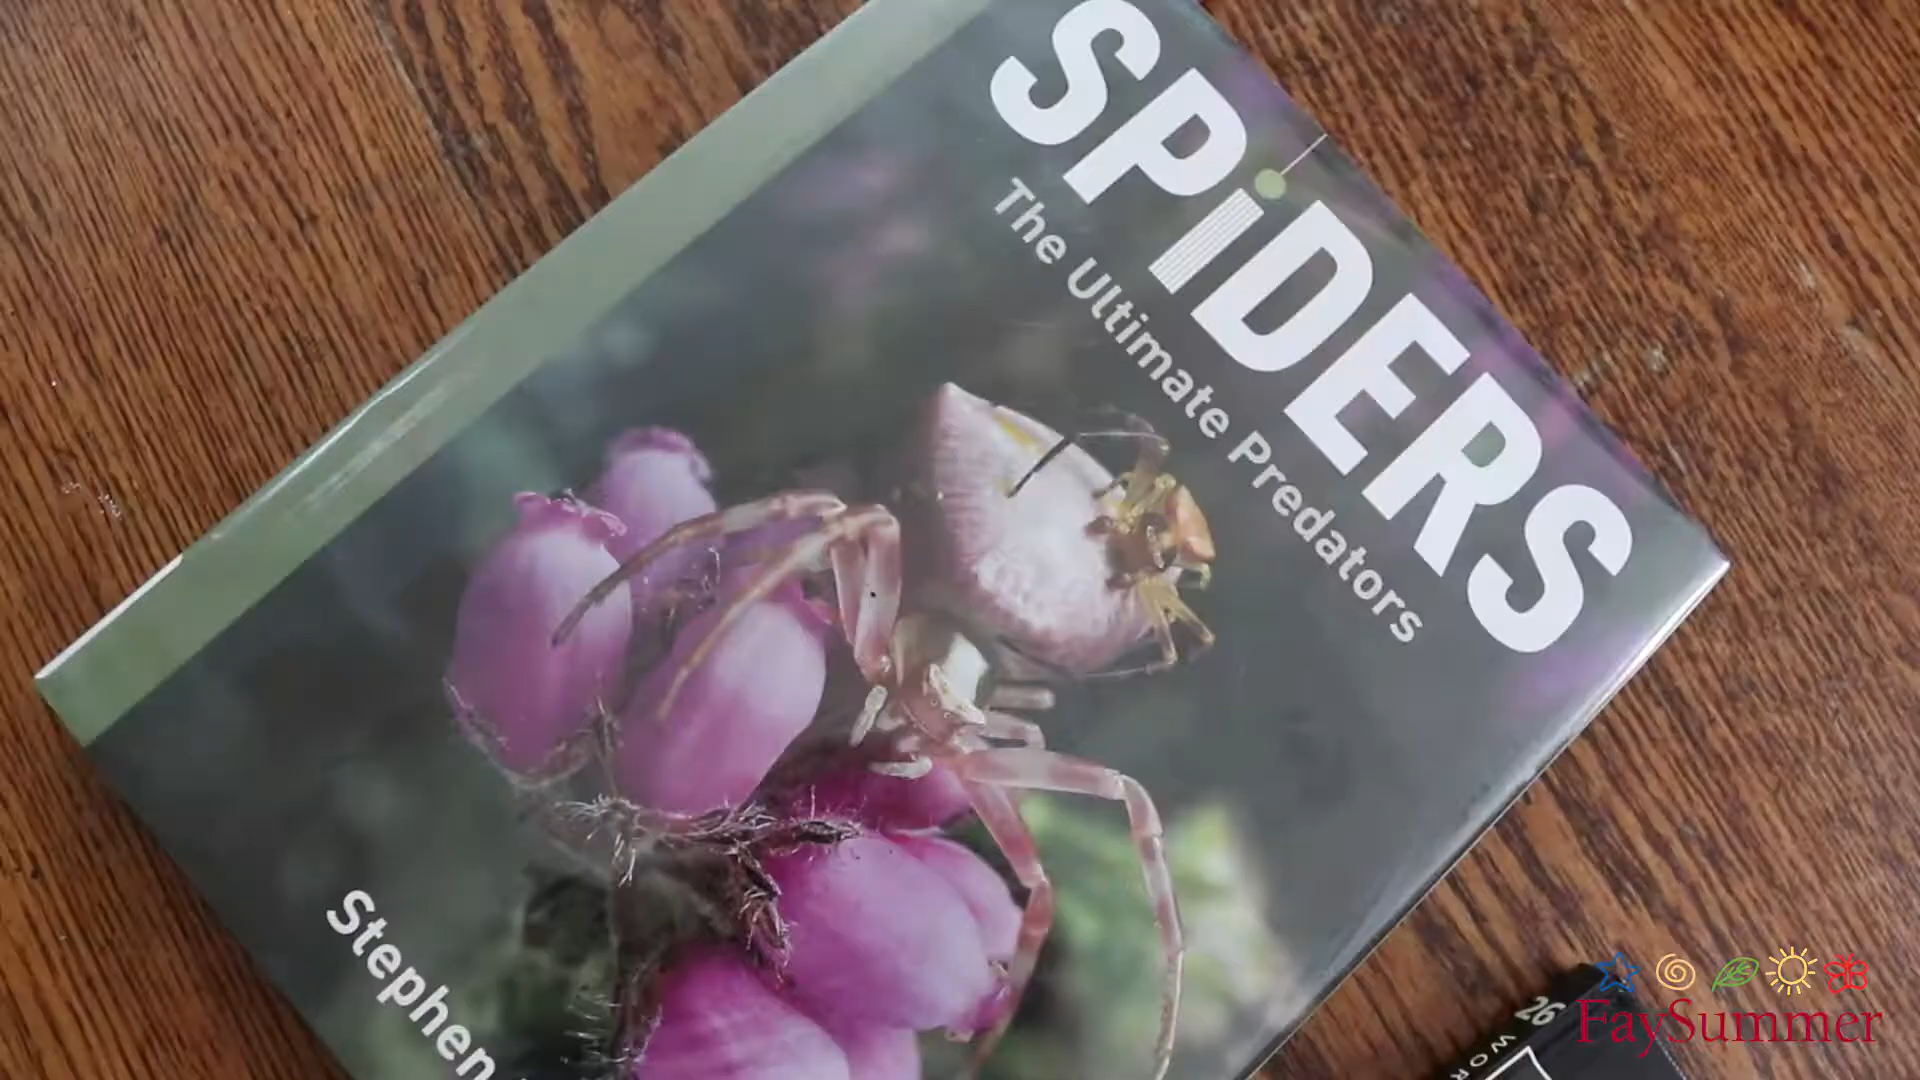 SPiDERS
The Ultimate Predators
Stephen
26
FaySummer